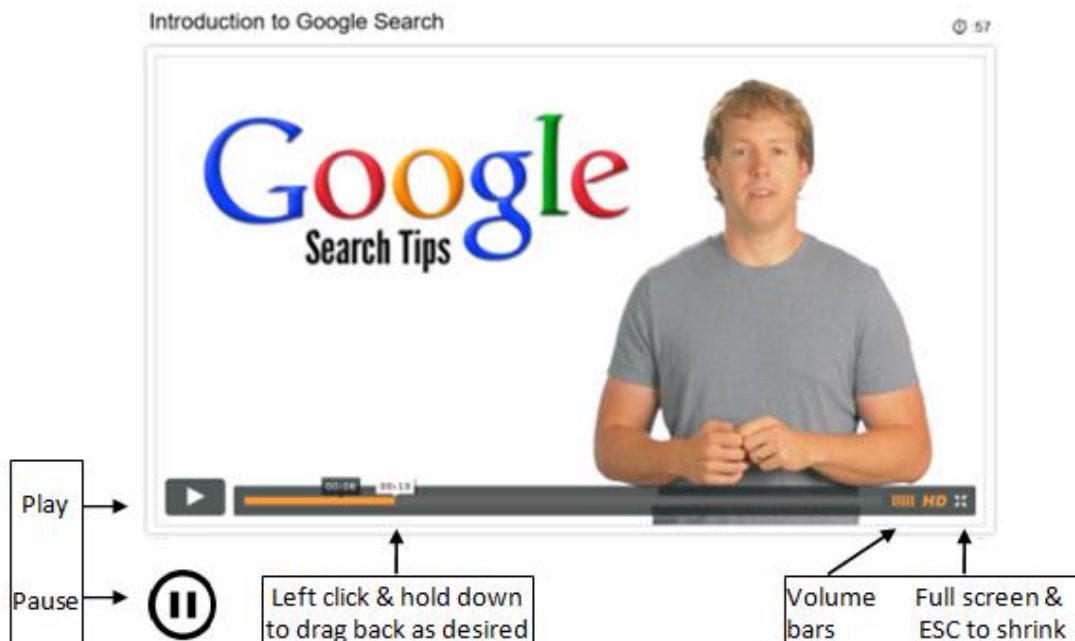 Introduction to Google Search
:57
Google
Search Tips
00:08 00:13
HD
Play
Pause
Left click & hold down
to drag back as desired
Volume
bars
Full screen &
ESC to shrink